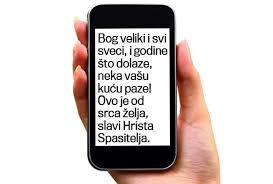 Bog veliki i svi
sveci, i godine
što dolaze,
neka vašu
kuću paze!
Ovo je od
srca želja,
slavi Hrista
Spasitelja.